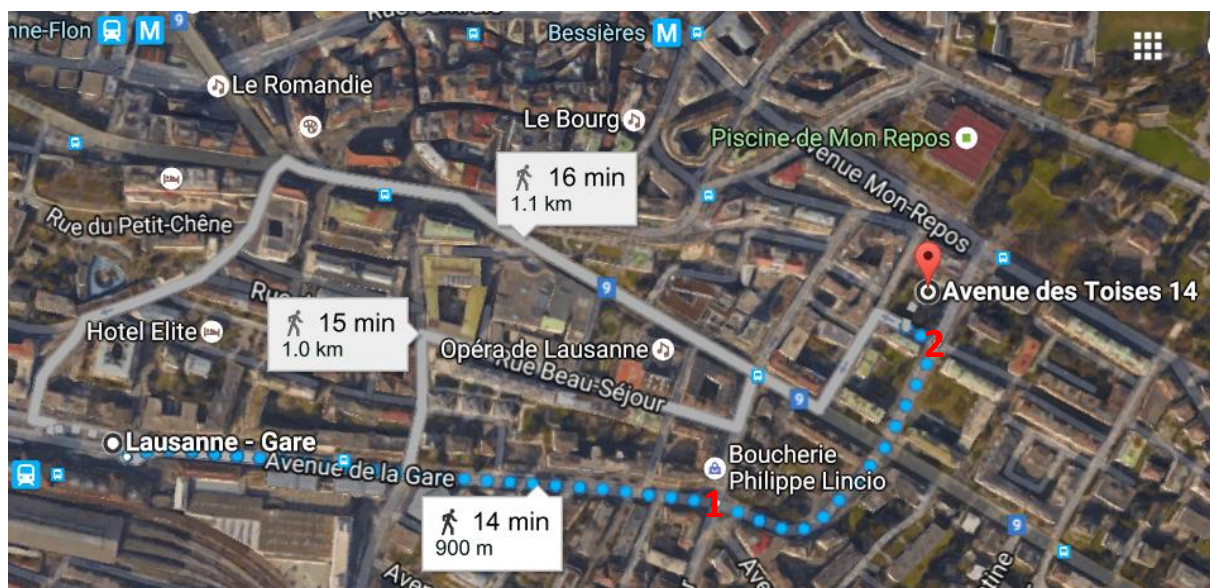 nne-Flon M 9
Bessières M
Le Romandie
Le Bourg
Piscine de Mon Repos
Avenue Mon-Repos
16 min
1.1 km
Rue du Petit-Chêne
9
Avenue des Toises 14
15 min
1.0 km
Hotel Elite
Opéra de Lausanne
2
Rue Beau-Séjour
9
Lausanne - Gare
Avenue de la Gare
Boucherie
Philippe Lincio
1
14 min
900 m
9